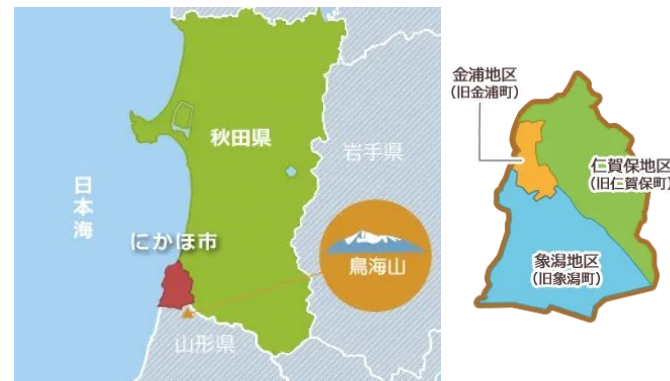 秋田県
岩手県
日本海
にかほ市
鳥海山
山形県
金浦地区
(旧金浦町)
仁賀保地区
(旧仁賀保町)
象潟地区
(旧象潟町)